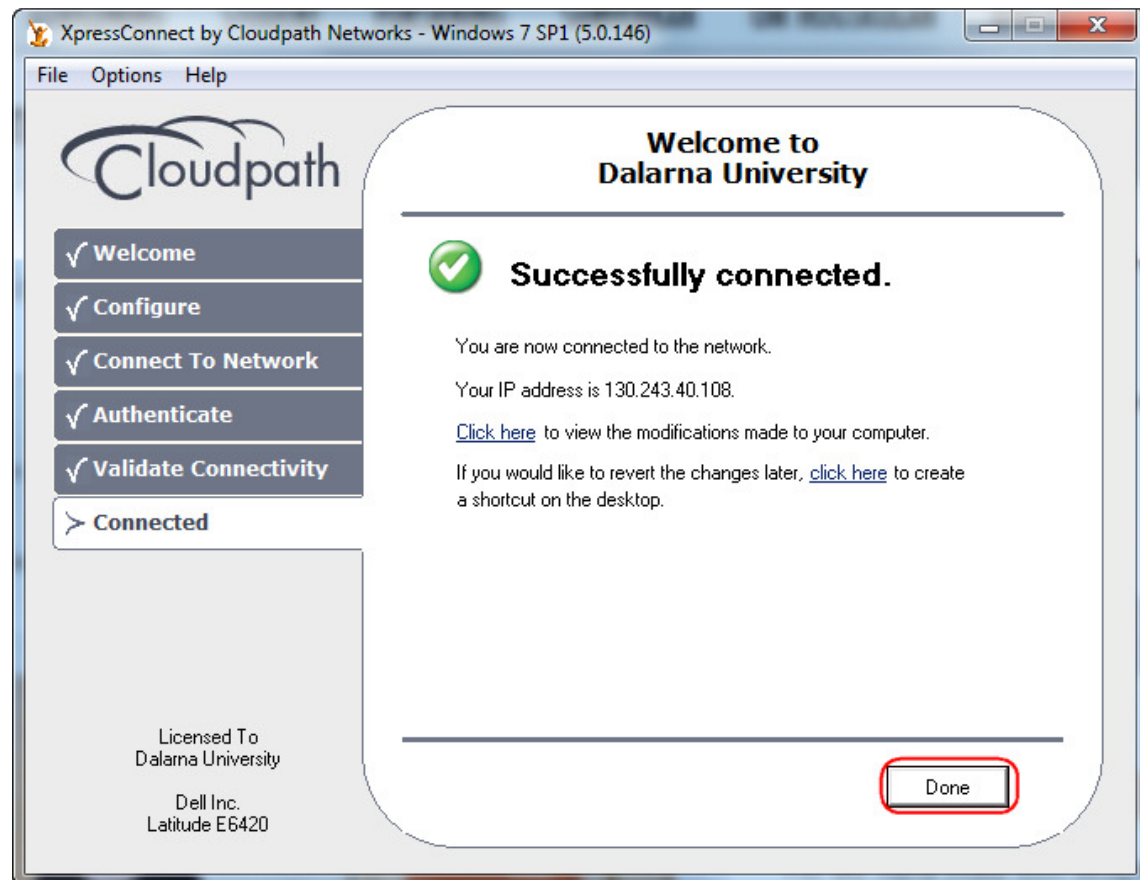 XpressConnect by Cloudpath Networks - Windows 7 SP1 (5.0.146)
File Options Help
Cloudpath
Welcome
Configure
Connect To Network
Authenticate
Validate Connectivity
Connected
Licensed To
Dalarna University
Dell Inc.
Latitude E6420
Welcome to
Dalarna University
Successfully connected.
You are now connected to the network.
Your IP address is 130.243.40.108.
Click here to view the modifications made to your computer.
If you would like to revert the changes later, click here to create
a shortcut on the desktop.
Done